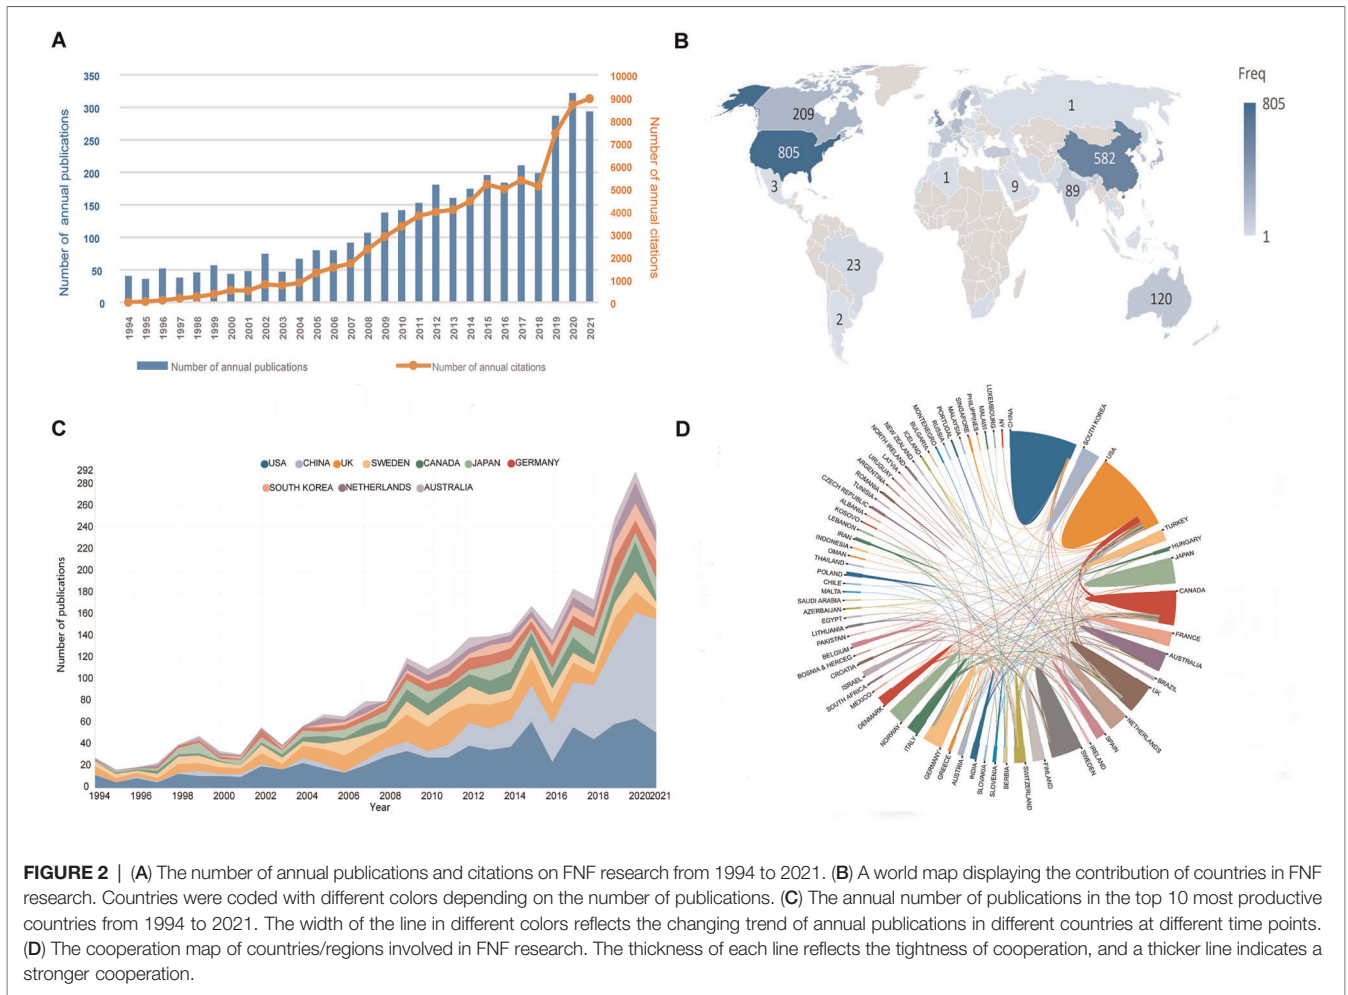 A
Number of annual publications
350
300
250
200
150
100
50
0
10000
9000
8000
7000
6000
5000
4000
3000
2000
1000
0
Number of annual citations
1994
1995
1996
1997
1998
1999
2000
2001
2002
2003
2004
2005
2006
2007
2008
2009
2010
2011
2012
2013
2014
2015
2016
2017
2018
2019
2020
2021
Number of annual publications
Number of annual citations
B
209
805
3
23
2
1
1
9
89
582
120
Freq
805
1
C
USA CHINA UK SWEDEN CANADA JAPAN GERMANY
SOUTH KOREA NETHERLANDS AUSTRALIA
Number of publications
292
280
260
240
220
200
180
160
140
120
100
80
60
40
20
0
1994 1996 1998 2000 2002 2004 2006 2008 2010 2012 2014 2016 2018 2020 2021
Year
D
CHINA
SOUTH KOREA
USA
TURKEY
HUNGARY
JAPAN
CANADA
FRANCE
AUSTRALIA
BRAZIL
UK
NETHERLANDS
SPAIN
IRELAND
SWEDEN
FINLAND
SWITZERLAND
SERBIA
SLOVENIA
SLOVAKIA
INDIA
AUSTRIA
GREECE
GERMANY
ITALY
NORWAY
DENMARK
MEXICO
SOUTH AFRICA
ISRAEL
CROATIA
BOSNIA & HERCEG
BELGIUM
PAKISTAN
LITHUANIA
EGYPT
AZERBAIJAN
SAUDI ARABIA
MALTA
CHILE
POLAND
THAILAND
OMAN
INDONESIA
IRAN
LEBANON
KOSOVO
ALBANIA
CZECH REPUBLIC
TUNISIA
ROMANIA
ARGENTINA
URUGUAY
LATVIA
NORTH IRELAND
NEW ZEALAND
ICELAND
BULGARIA
MONTENEGRO
RUSSIA
PORTUGAL
MALAYSIA
SINGAPORE
PHILIPPINES
MALAWI
LUXEMBOURG
NY
FIGURE 2 | (A) The number of annual publications and citations on FNF research from 1994 to 2021. (B) A world map displaying the contribution of countries in FNF
research. Countries were coded with different colors depending on the number of publications. (C) The annual number of publications in the top 10 most productive
countries from 1994 to 2021. The width of the line in different colors reflects the changing trend of annual publications in different countries at different time points.
(D) The cooperation map of countries/regions involved in FNF research. The thickness of each line reflects the tightness of cooperation, and a thicker line indicates a
stronger cooperation.